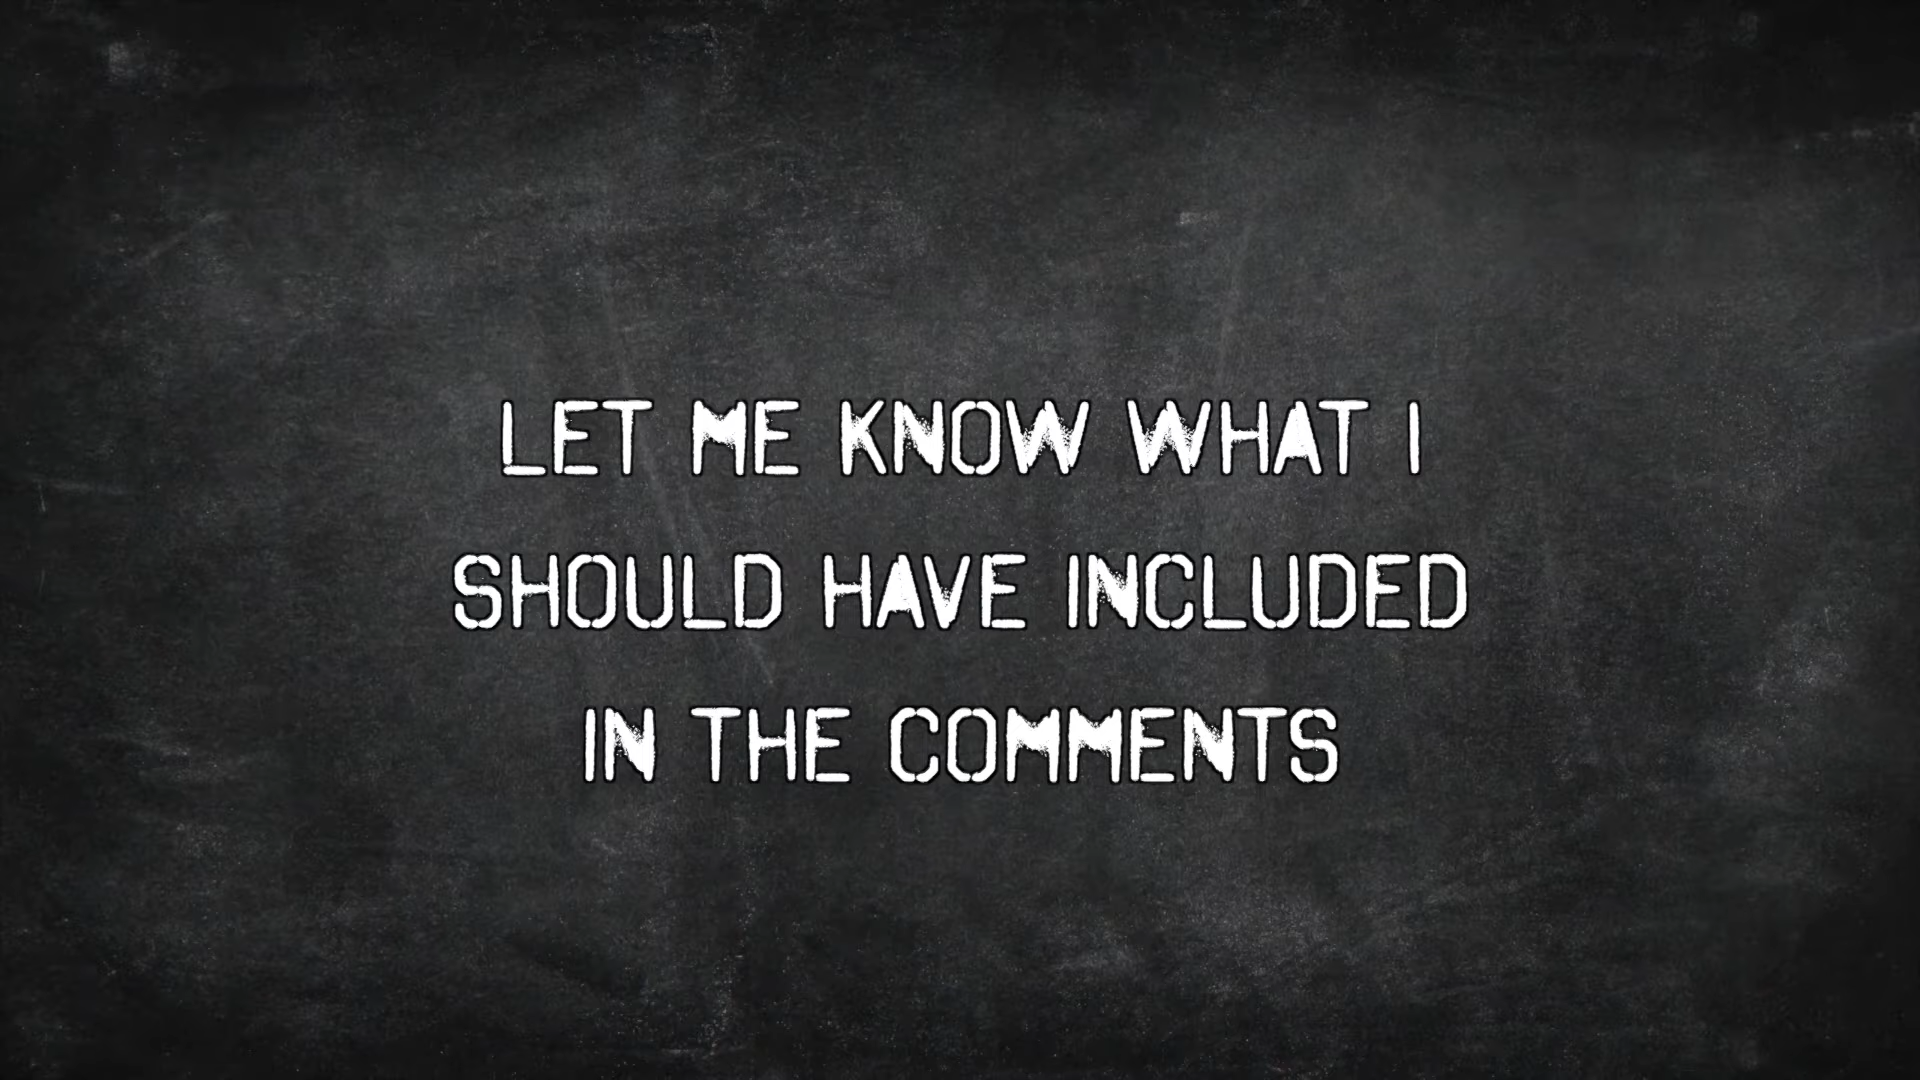 LET ME KNOW WHAT I
SHOULD HAVE INCLUDED
IN THE COMMENTS